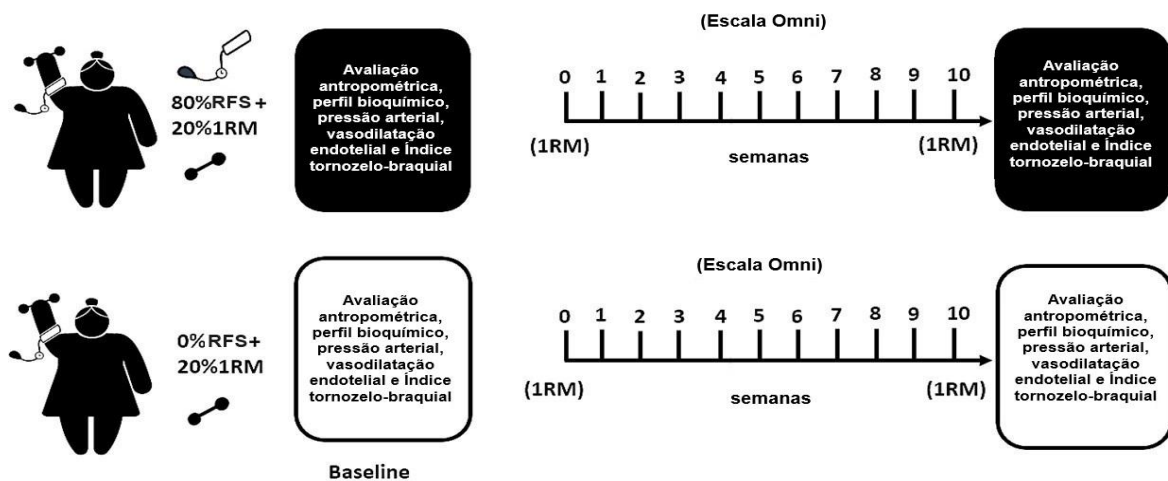 80%RFS +
20%1RM
Avaliação
antropométrica,
perfil bioquímico,
pressão arterial,
vasodilatação
endotelial e Índice
tornozelo-braquial
(Escala Omni)
0 1 2 3 4 5 6 7 8 9 10
(1RM) (1RM)
semanas
Avaliação
antropométrica,
perfil bioquímico,
pressão arterial,
vasodilatação
endotelial e Índice
tornozelo-braquial
0%RFS+
20%1RM
Avaliação
antropométrica,
perfil bioquímico,
pressão arterial,
vasodilatação
endotelial e Índice
tornozelo-braquial
Baseline
(Escala Omni)
0 1 2 3 4 5 6 7 8 9 10
(1RM) (1RM)
semanas
Avaliação
antropométrica,
perfil bioquímico,
pressão arterial,
vasodilatação
endotelial e Índice
tornozelo-braquial